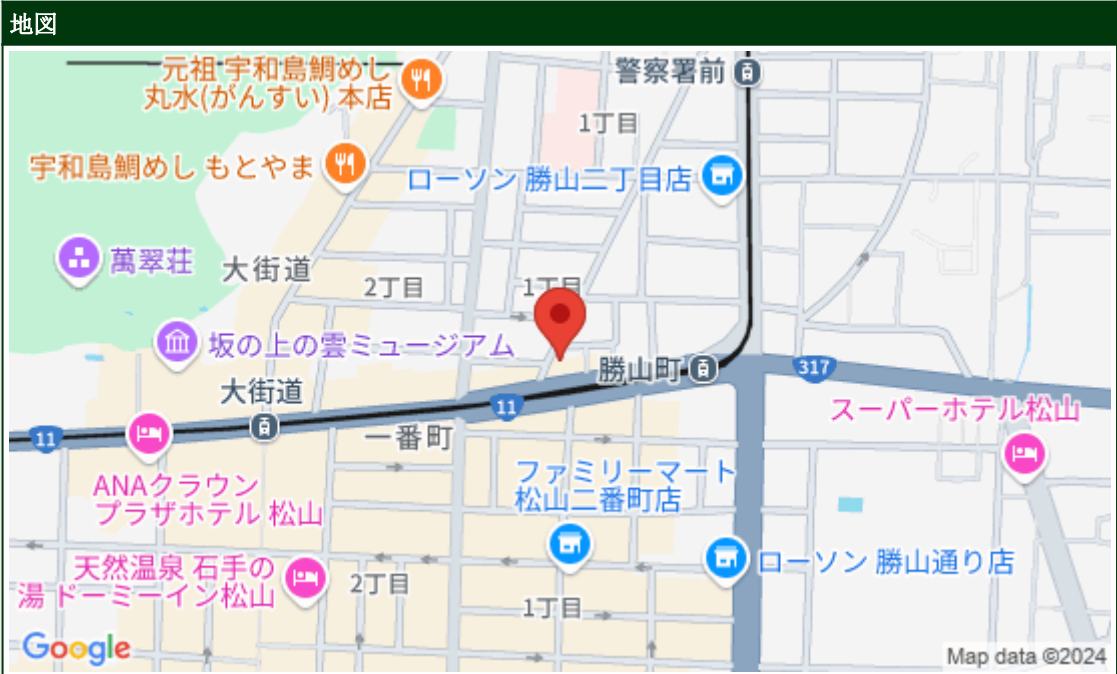 地図
元祖 宇和島鯛めし
丸水(がんすい) 本店
警察署前
1丁目
宇和島鯛めし もとやま
ローソン 勝山二丁目店
萬翠荘
大街道
2丁目
1丁目
坂の上の雲ミュージアム
勝山町
317
大街道
11
スーパーホテル松山
11
一番町
ANAクラウン
プラザホテル 松山
ファミリーマート
松山二番町店
天然温泉 石手の
湯 ドーミーイン松山
2丁目
ローソン 勝山通り店
1丁目
Google
Map data ©2024